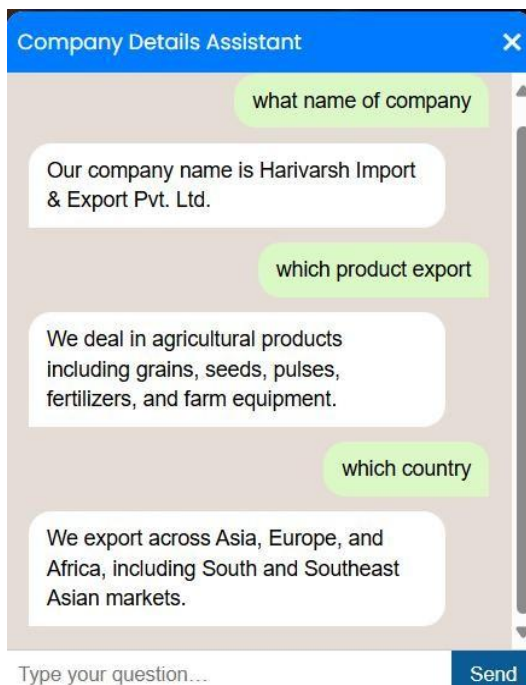 Company Details Assistant ×
what name of company
Our company name is Harivarsh Import
& Export Pvt. Ltd.
which product export
We deal in agricultural products
including grains, seeds, pulses,
fertilizers, and farm equipment.
which country
We export across Asia, Europe, and
Africa, including South and Southeast
Asian markets.
Type your question...
Send